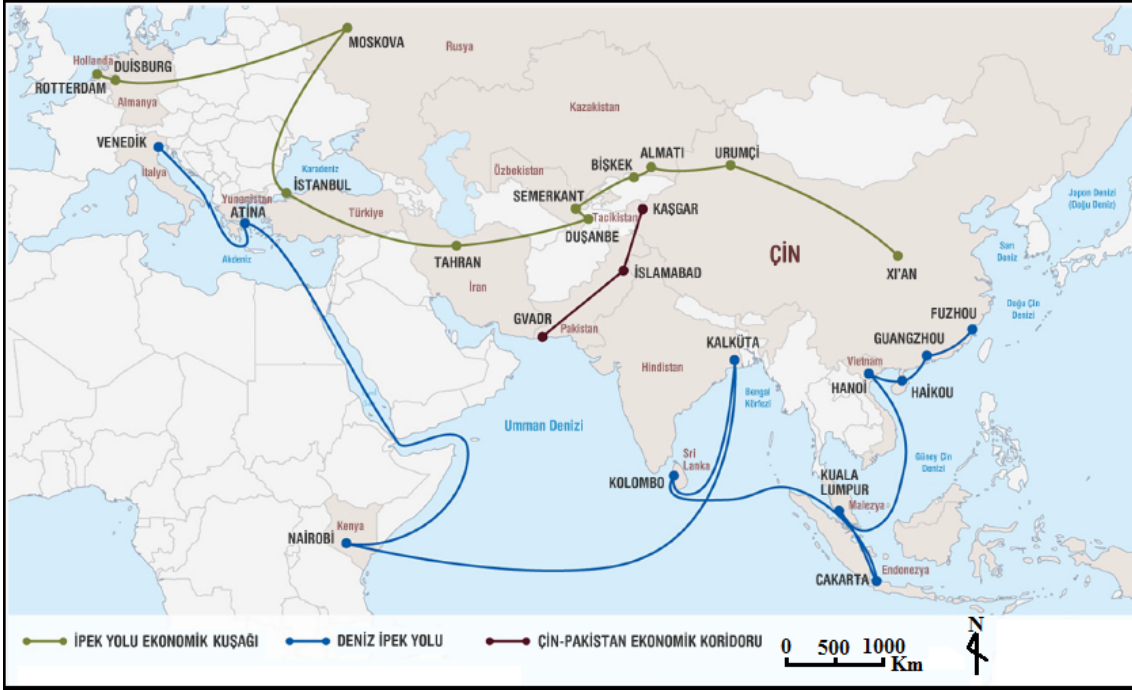 MOSKOVA
Rusya
Hollanda
DUİSBURG
ROTTERDAM
Almanya
Kazakistan
VENEDİK
İtalya
Karadeniz
İSTANBUL
Yunanistan
ATİNA
Türkiye
Akdeniz
Özbekistan
BİŞKEK
ALMATI
URUMÇİ
SEMERKANT
Tacikistan
DUŞANBE
KAŞGAR
TAHRAN
İran
İSLAMABAD
GVADR
Pakistan
ÇİN
XI'AN
Japon Denizi
(Doğu Deniz)
Sarı
Deniz
Doğu Çin
Denizi
FUZHOU
GUANGZHOU
KALKÜTA
Hindistan
Vietnam
HANOİ
HAİKOU
Bengal
Körfezi
Umman Denizi
Güney Çin
Denizi
Sri
Lanka
KOLOMBO
KUALA
LUMPUR
Malezya
Kenya
NAİROBİ
Endonezya
CAKARTA
İPEK YOLU EKONOMİK KUŞAĞI
DENİZ İPEK YOLU
ÇİN-PAKİSTAN EKONOMİK KORİDORU
0 500 1000
Km
N